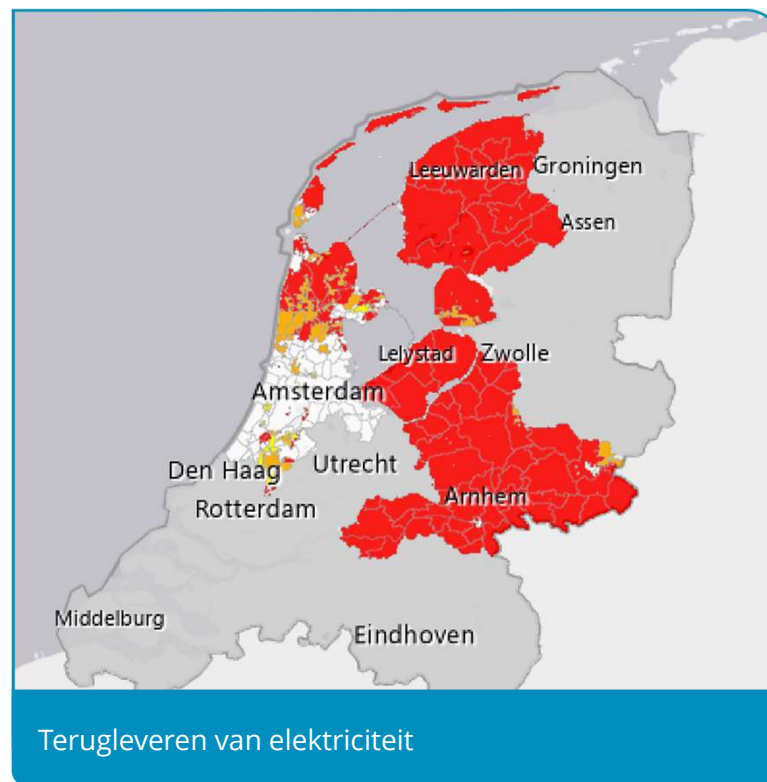 Leeuwarden
Groningen
Assen
Lelystad
Zwolle
Amsterdam
Den Haag
Utrecht
Arnhem
Rotterdam
Middelburg
Eindhoven
Terugleveren van elektriciteit